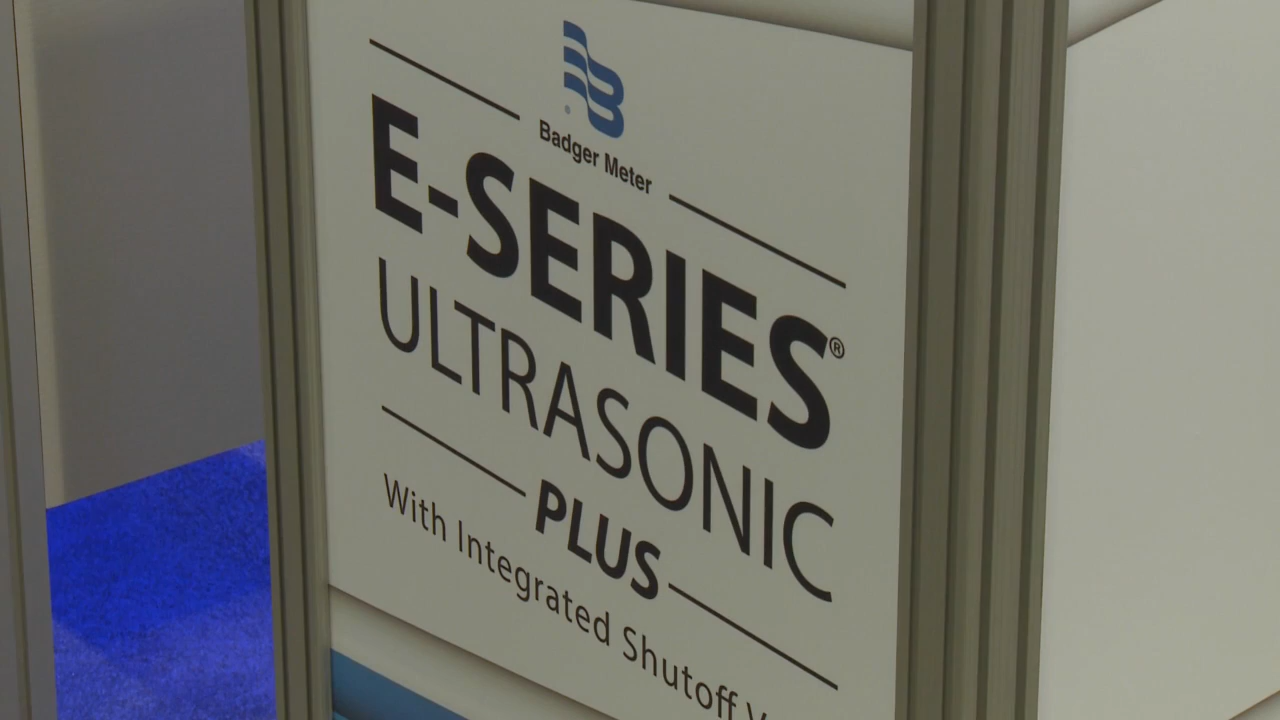 Badger Meter
E-SERIES®
ULTRASONIC
PLUS
With Integrated Shutoff